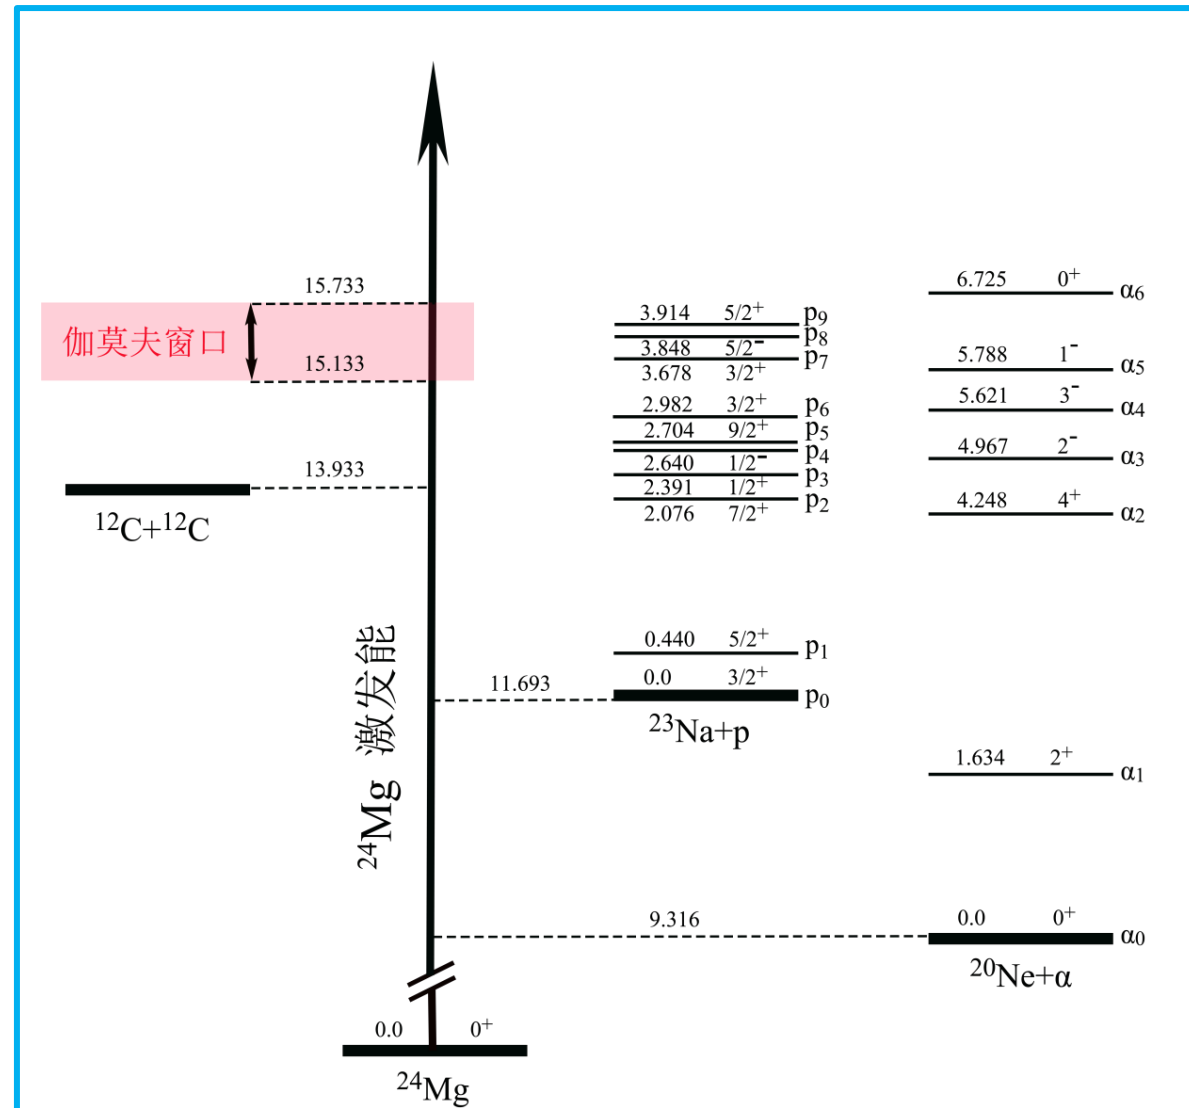 15.733
伽莫夫窗口
15.133
13.933
¹²C+¹²C
²⁴Mg 激发能
11.693
9.316
0.0 0⁺
²⁴Mg
3.914 5/2⁺ p₉
p₈
3.848 5/2⁻ p₇
3.678 3/2⁺
2.982 3/2⁺ p₆
2.704 9/2⁺ p₅
p₄
2.640 1/2⁻ p₃
2.391 1/2⁺ p₂
2.076 7/2⁺
0.440 5/2⁺ p₁
0.0 3/2⁺ p₀
²³Na+p
6.725 0⁺ α₆
5.788 1⁻ α₅
5.621 3⁻ α₄
4.967 2⁻ α₃
4.248 4⁺ α₂
1.634 2⁺ α₁
0.0 0⁺ α₀
²⁰Ne+α